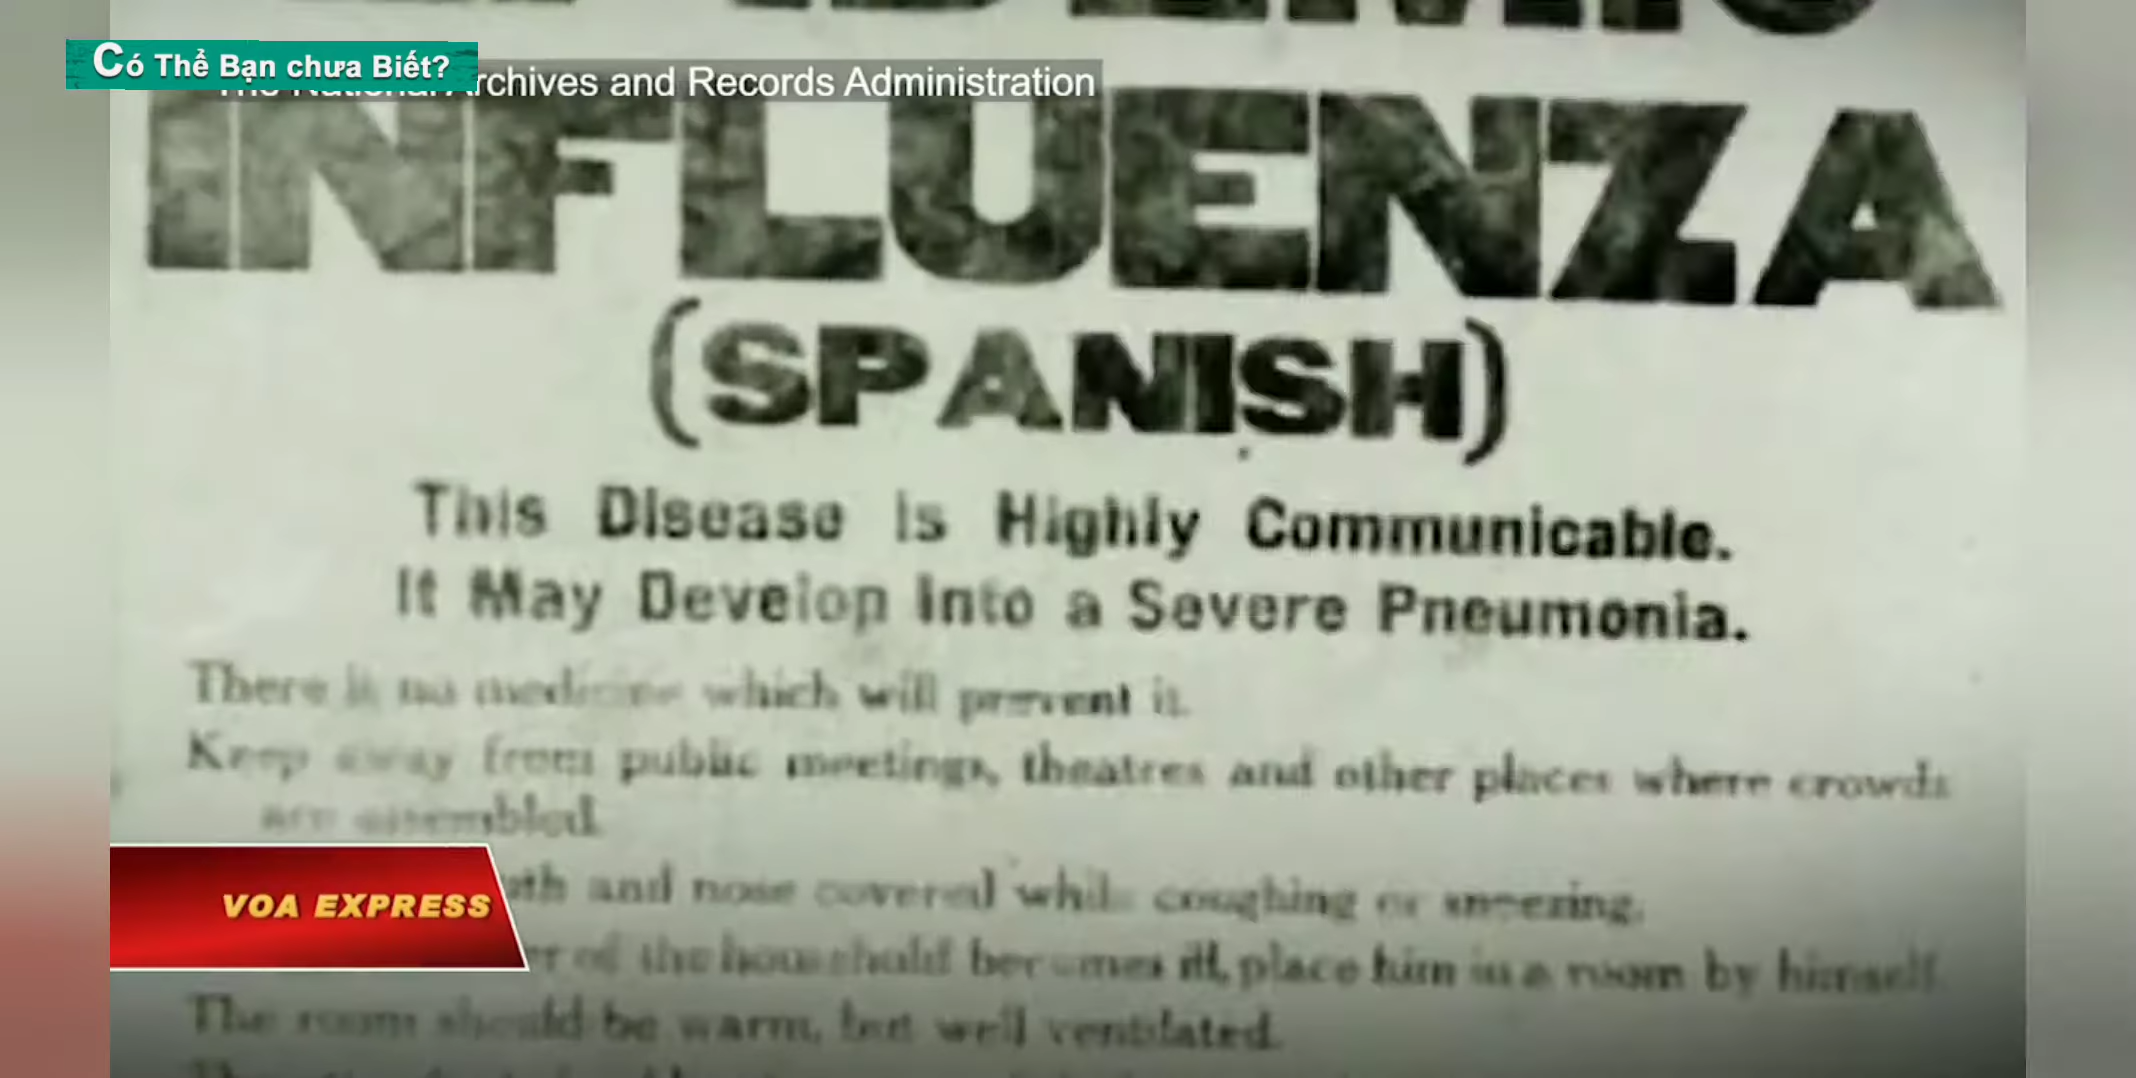 Có Thể Bạn chưa Biết?
The National Archives and Records Administration
INFLUENZA
(SPANISH)
This Disease is Highly Communicable.
It May Develop Into a Severe Pneumonia.
There is no medicine which will prevent it.
Keep away from public meetings, theatres and other places where crowds
are assembled.
and nose covered while coughing or sneezing.
VOA EXPRESS
of the household becomes ill, place him in a room by himself.
The room should be warm, but well ventilated.